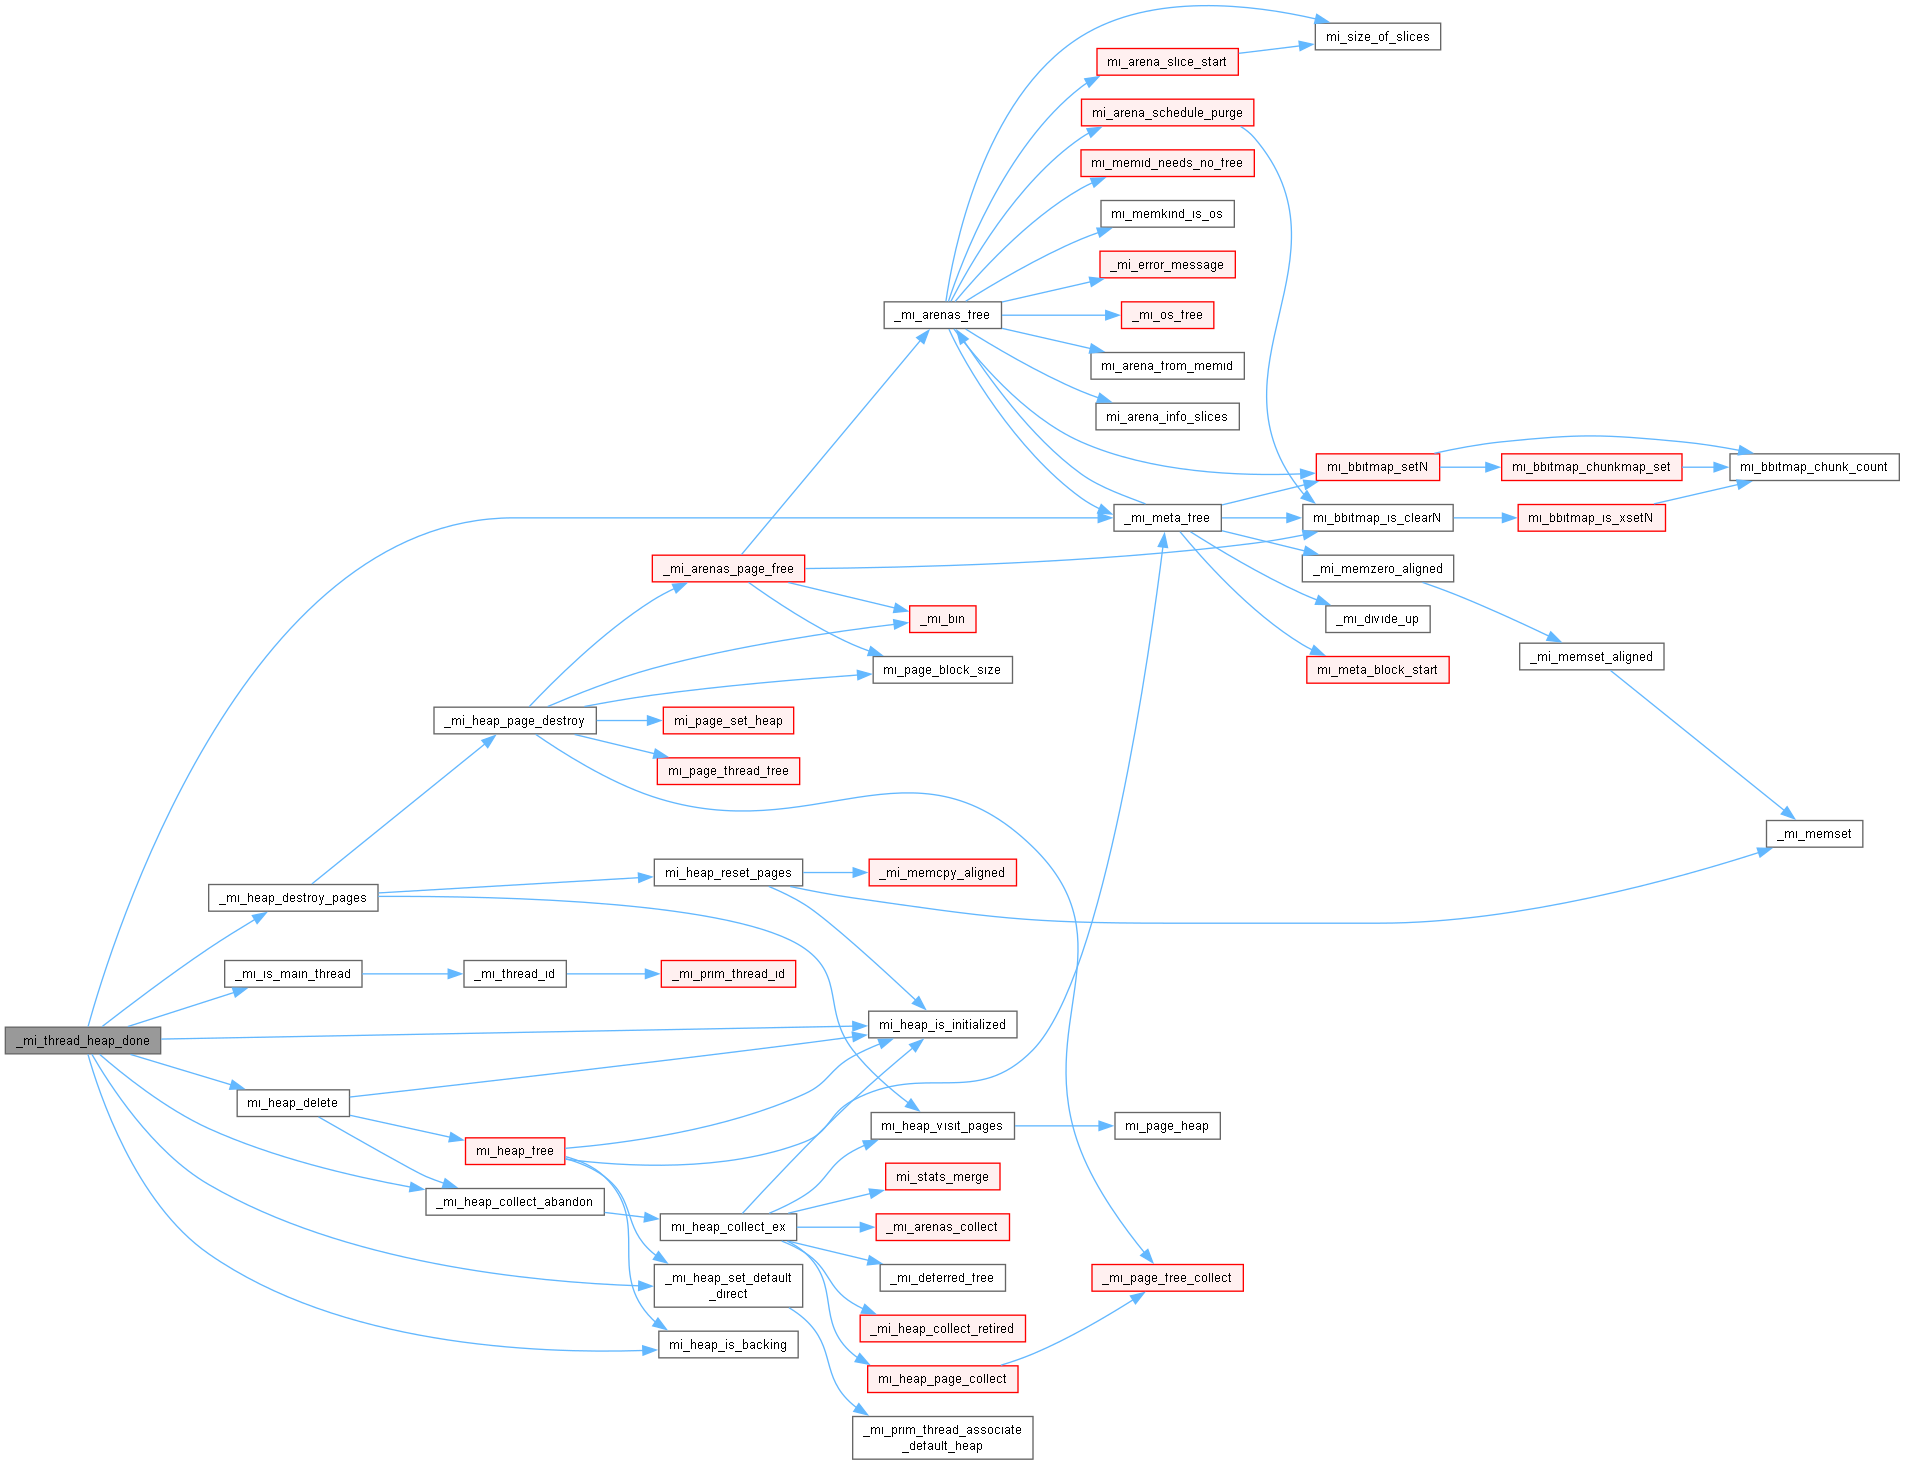 mi_size_of_slices
mi_arena_slice_start
mi_arena_schedule_purge
mi_memid_needs_no_free
mi_memkind_is_os
_mi_error_message
_mi_arenas_free
_mi_os_free
mi_arena_from_memid
mi_arena_info_slices
mi_bbitmap_setN
mi_bbitmap_chunkmap_set
mi_bbitmap_chunk_count
_mi_meta_free
mi_bbitmap_is_clearN
mi_bbitmap_is_xsetN
_mi_arenas_page_free
_mi_memzero_aligned
_mi_bin
_mi_divide_up
_mi_memset_aligned
mi_page_block_size
mi_meta_block_start
_mi_heap_page_destroy
mi_page_set_heap
mi_page_thread_free
_mi_memset
mi_heap_reset_pages
_mi_memcpy_aligned
_mi_heap_destroy_pages
_mi_is_main_thread
_mi_thread_id
_mi_prim_thread_id
mi_heap_is_initialized
_mi_thread_heap_done
mi_heap_delete
mi_heap_visit_pages
mi_page_heap
mi_heap_free
mi_stats_merge
_mi_heap_collect_abandon
mi_heap_collect_ex
_mi_arenas_collect
_mi_heap_set_default
_direct
_mi_deferred_free
_mi_page_free_collect
_mi_heap_collect_retired
mi_heap_is_backing
mi_heap_page_collect
_mi_prim_thread_associate
_default_heap